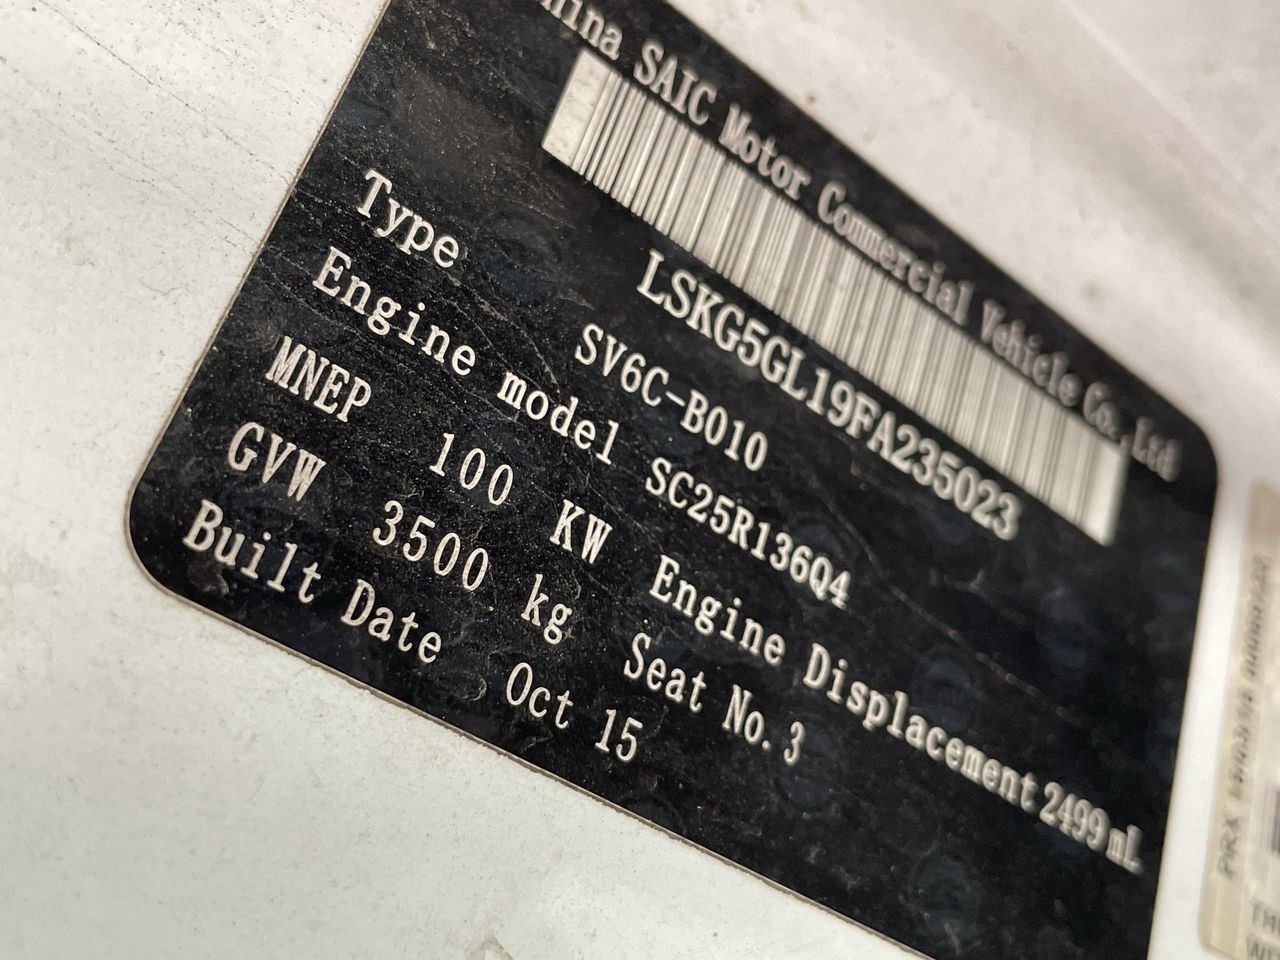 China SAIC Motor Commercial Vehicle Co.,Ltd
LSKG5GL19FA235023
Type SV6C-B010
Engine model SC25R136Q4
MNEP 100 KW Engine Displacement 2499 mL
GVW 3500 kg Seat No. 3
Built Date Oct 15